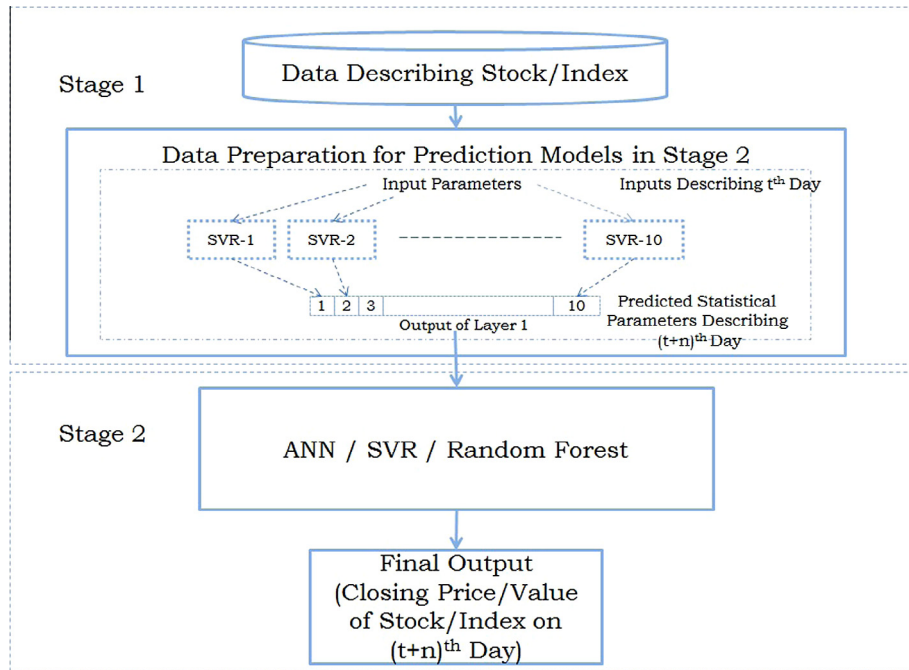 Stage 1
Data Describing Stock/Index
Data Preparation for Prediction Models in Stage 2
Input Parameters
Inputs Describing tth Day
SVR-1
SVR-2
SVR-10
1 2 3 10
Output of Layer 1
Predicted Statistical
Parameters Describing
(t+n)th Day
Stage 2
ANN / SVR / Random Forest
Final Output
(Closing Price/Value
of Stock/Index on
(t+n)th Day)